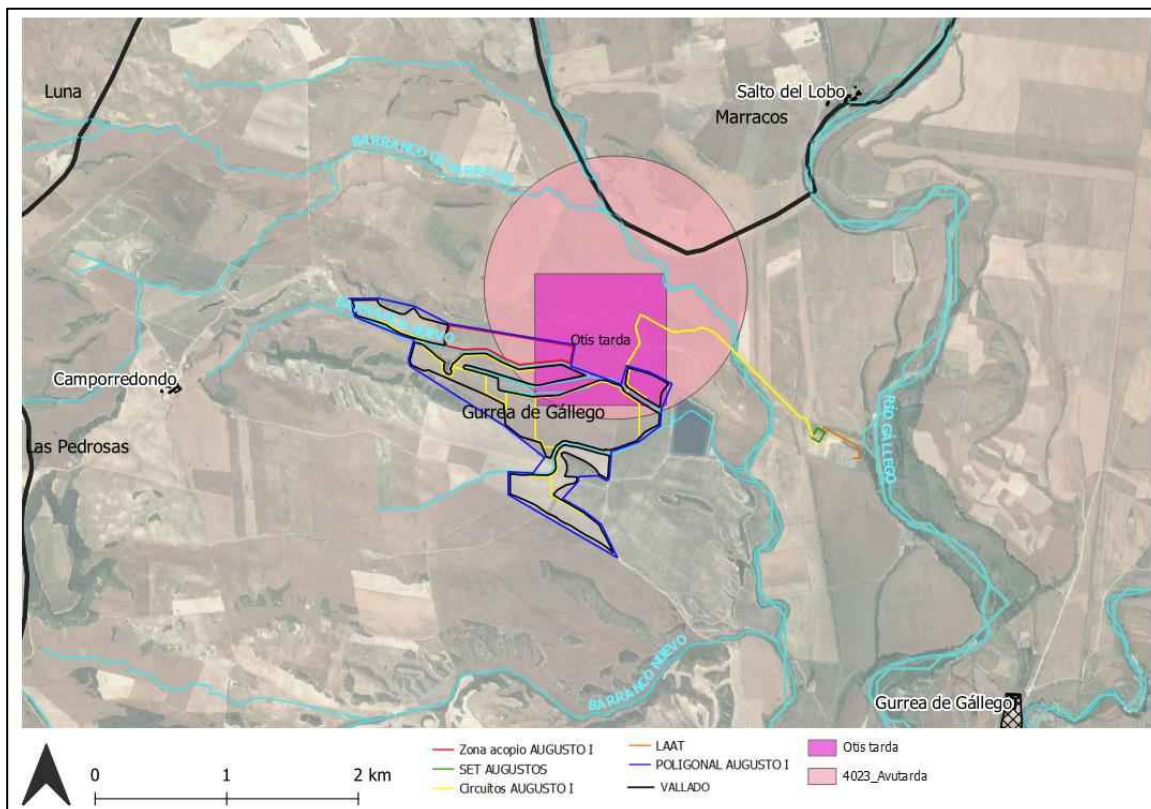 Luna
Salto del Lobo
Marracos
Otis tarda
Camporredondo
Gurrea de Gállego
Las Pedrosas
RÍO GÁLLEGO
BARRANCO NUEVO
Gurrea de Gállego
0 1 2 km
Zona acopio AUGUSTO I
SET AUGUSTOS
Circuitos AUGUSTO I
LAAT
POLIGONAL AUGUSTO I
VALLADO
Otis tarda
4023_Avutarda